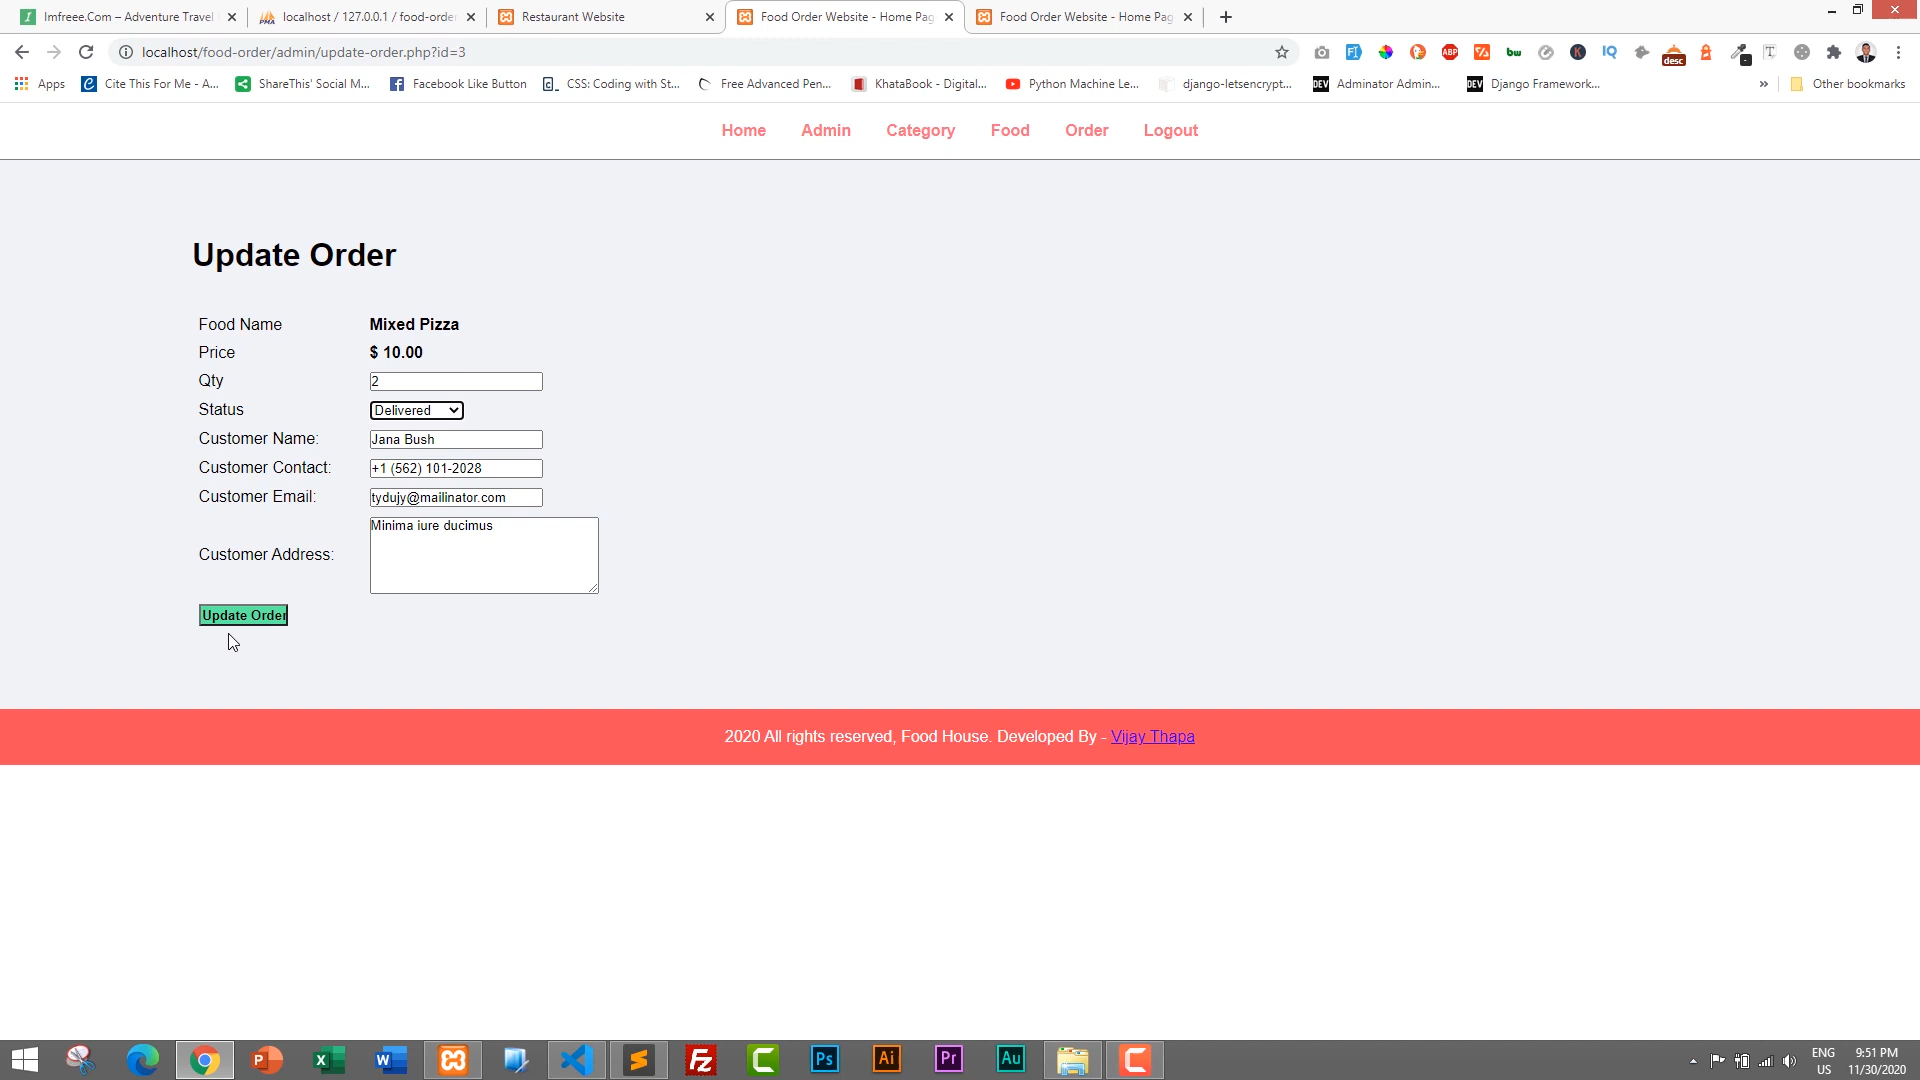 Imfreee.Com – Adventure Travel
localhost / 127.0.0.1 / food-order
Restaurant Website
Food Order Website - Home Pag
Food Order Website - Home Pag
localhost/food-order/admin/update-order.php?id=3
Apps
Cite This For Me - A...
ShareThis' Social M...
Facebook Like Button
CSS: Coding with St...
Free Advanced Pen...
KhataBook - Digital...
Python Machine Le...
django-letsencrypt...
Adminator Admin...
Django Framework...
»
Other bookmarks
Home Admin Category Food Order Logout
Update Order
Food Name Mixed Pizza
Price $ 10.00
Qty 2
Status Delivered
Customer Name: Jana Bush
Customer Contact: +1 (562) 101-2028
Customer Email: tydujy@mailinator.com
Customer Address: Minima iure ducimus
Update Order
2020 All rights reserved, Food House. Developed By - Vijay Thapa
ENG 9:51 PM
US 11/30/2020